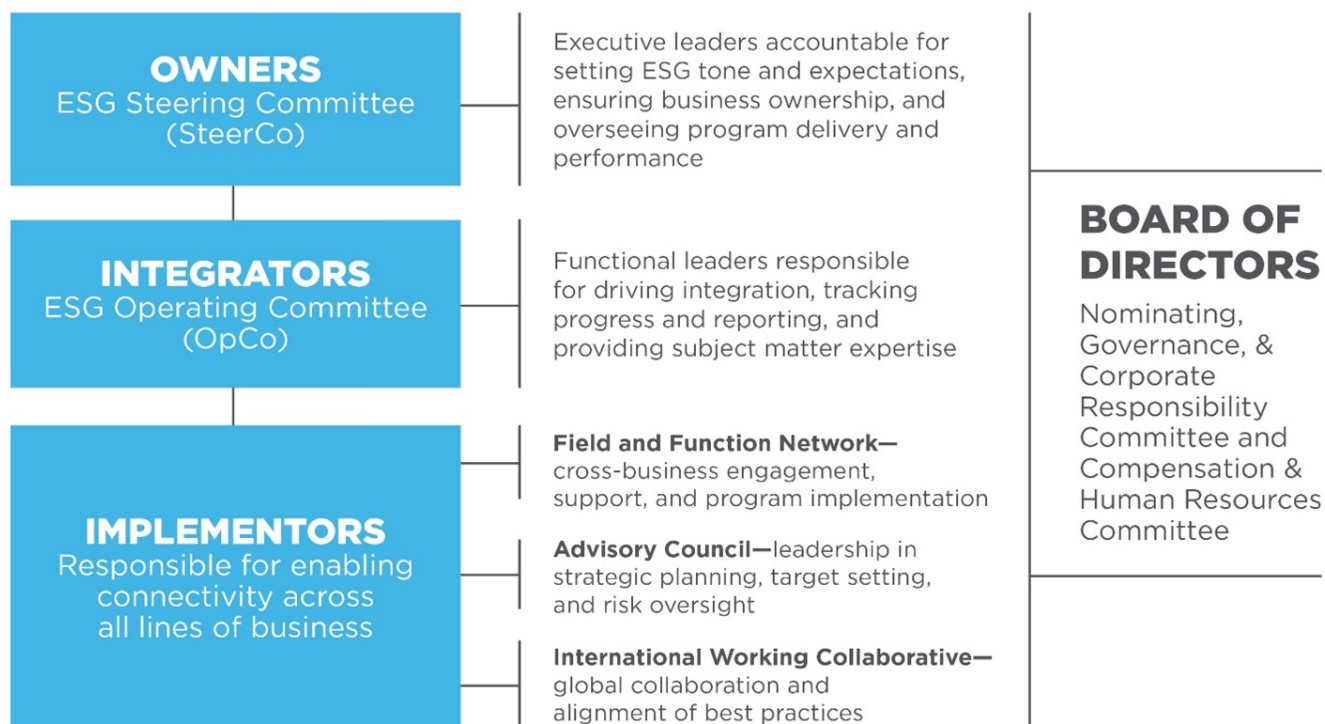 OWNERS
ESG Steering Committee
(SteerCo)
Executive leaders accountable for
setting ESG tone and expectations,
ensuring business ownership, and
overseeing program delivery and
performance
INTEGRATORS
ESG Operating Committee
(OpCo)
Functional leaders responsible
for driving integration, tracking
progress and reporting, and
providing subject matter expertise
IMPLEMENTORS
Responsible for enabling
connectivity across
all lines of business
Field and Function Network—
cross-business engagement,
support, and program implementation
Advisory Council—leadership in
strategic planning, target setting,
and risk oversight
International Working Collaborative—
global collaboration and
alignment of best practices
BOARD OF
DIRECTORS
Nominating,
Governance, &
Corporate
Responsibility
Committee and
Compensation &
Human Resources
Committee